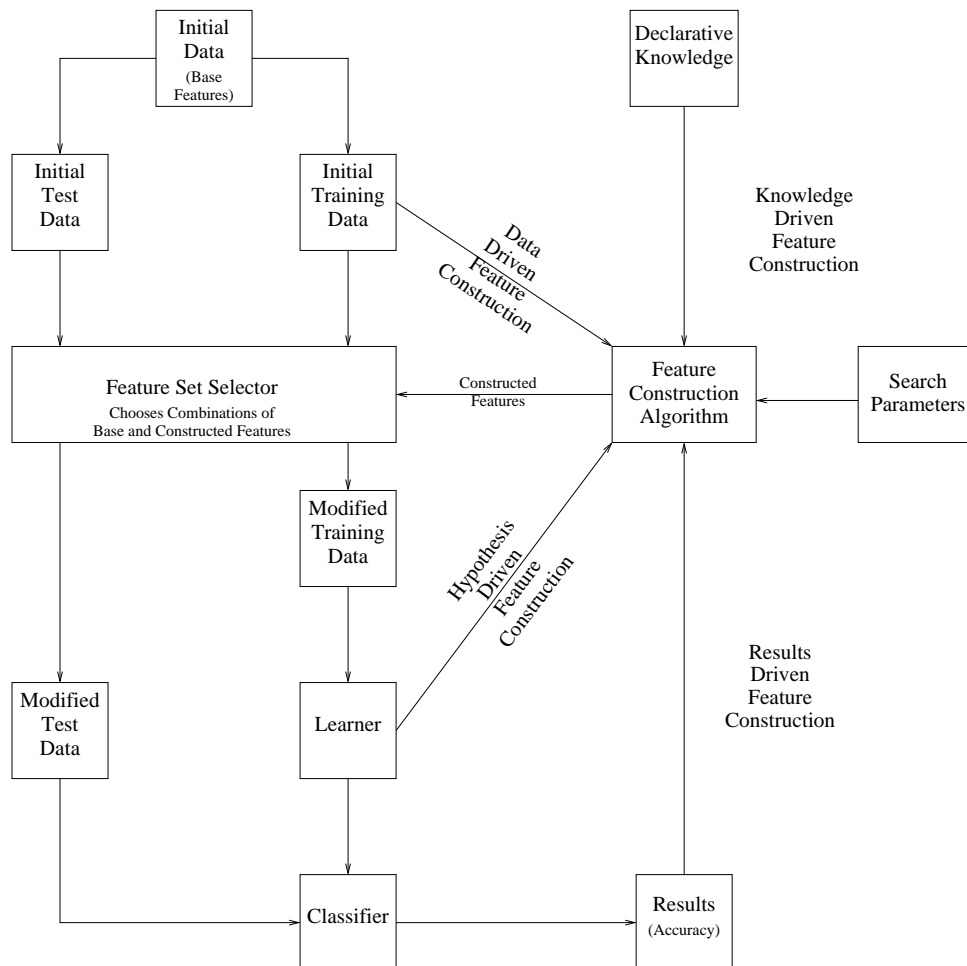 Initial
Data
(Base
Features)
Declarative
Knowledge
Initial
Test
Data
Initial
Training
Data
Data
Driven
Feature
Construction
Knowledge
Driven
Feature
Construction
Feature Set Selector
Chooses Combinations of
Base and Constructed Features
Constructed
Features
Feature
Construction
Algorithm
Search
Parameters
Modified
Training
Data
Hypothesis
Driven
Feature
Construction
Results
Driven
Feature
Construction
Modified
Test
Data
Learner
Classifier
Results
(Accuracy)